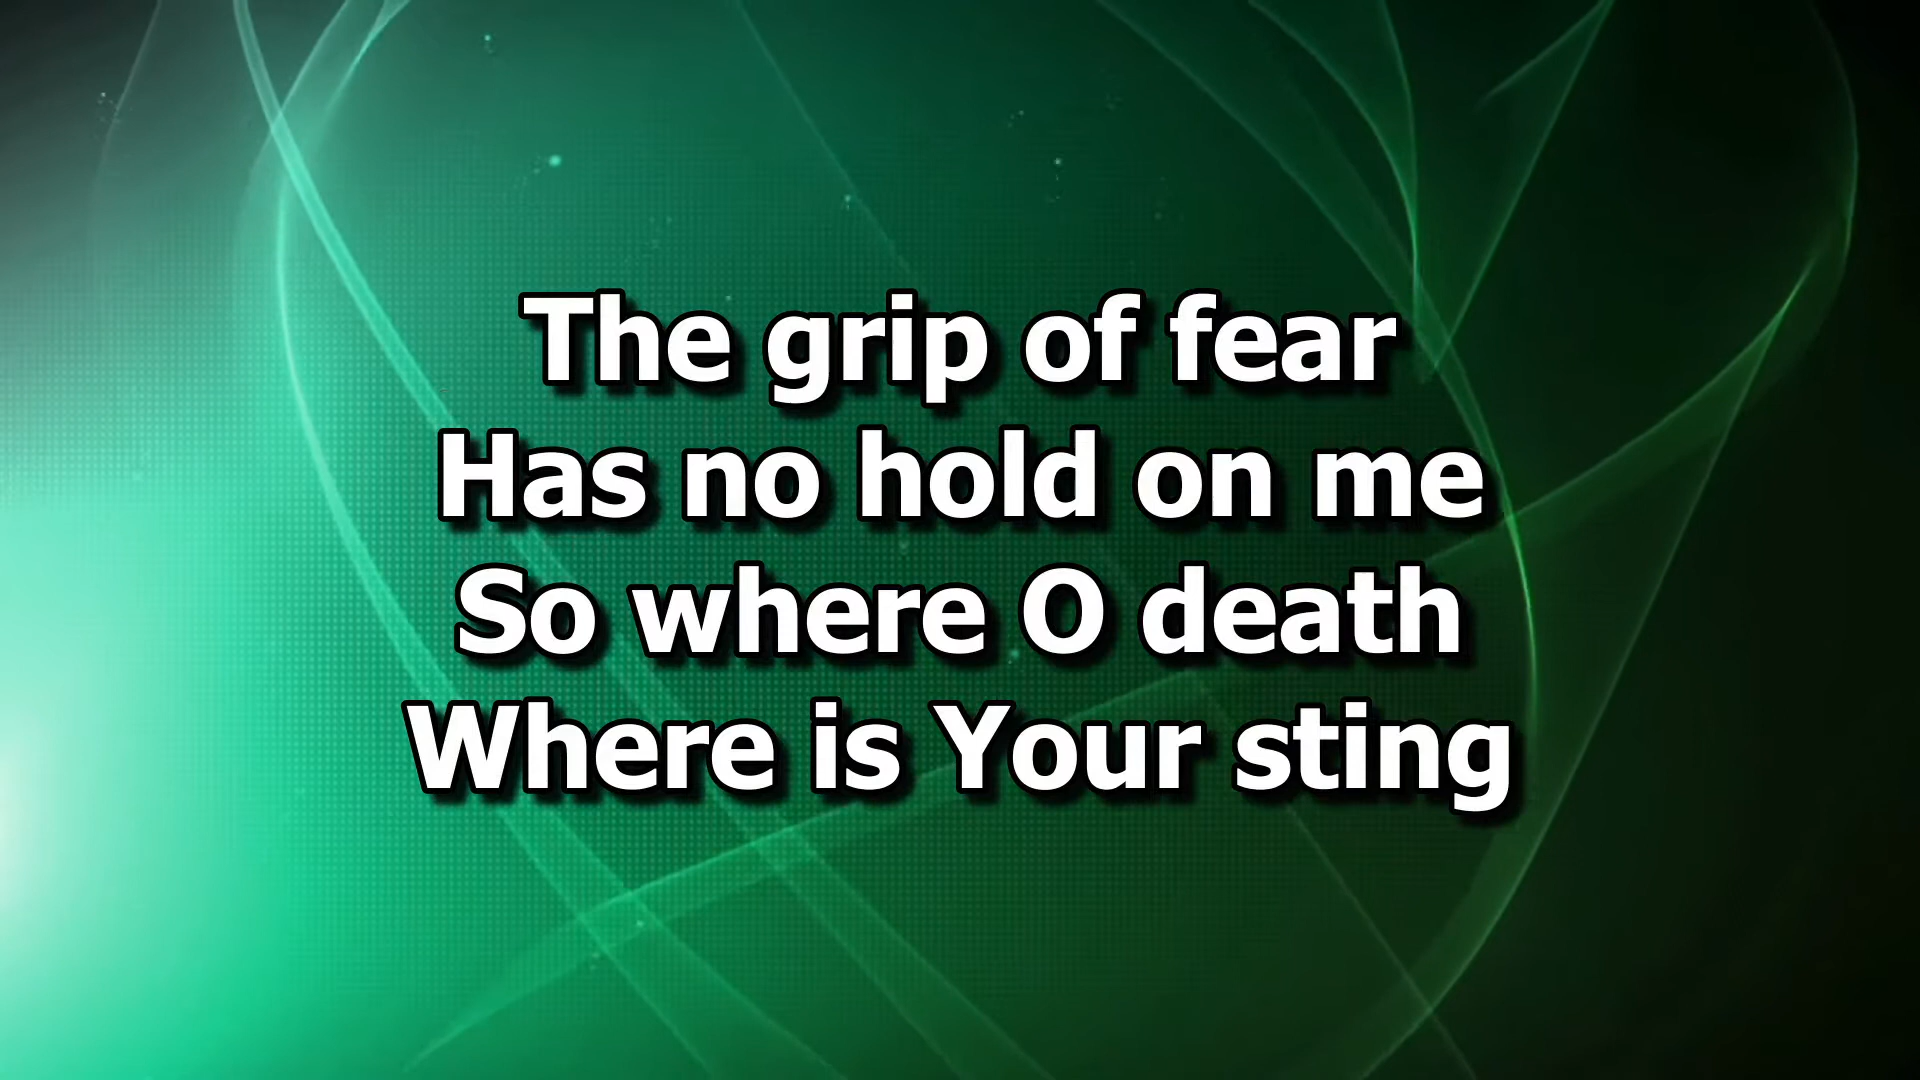 The grip of fear
Has no hold on me
So where O death
Where is Your sting